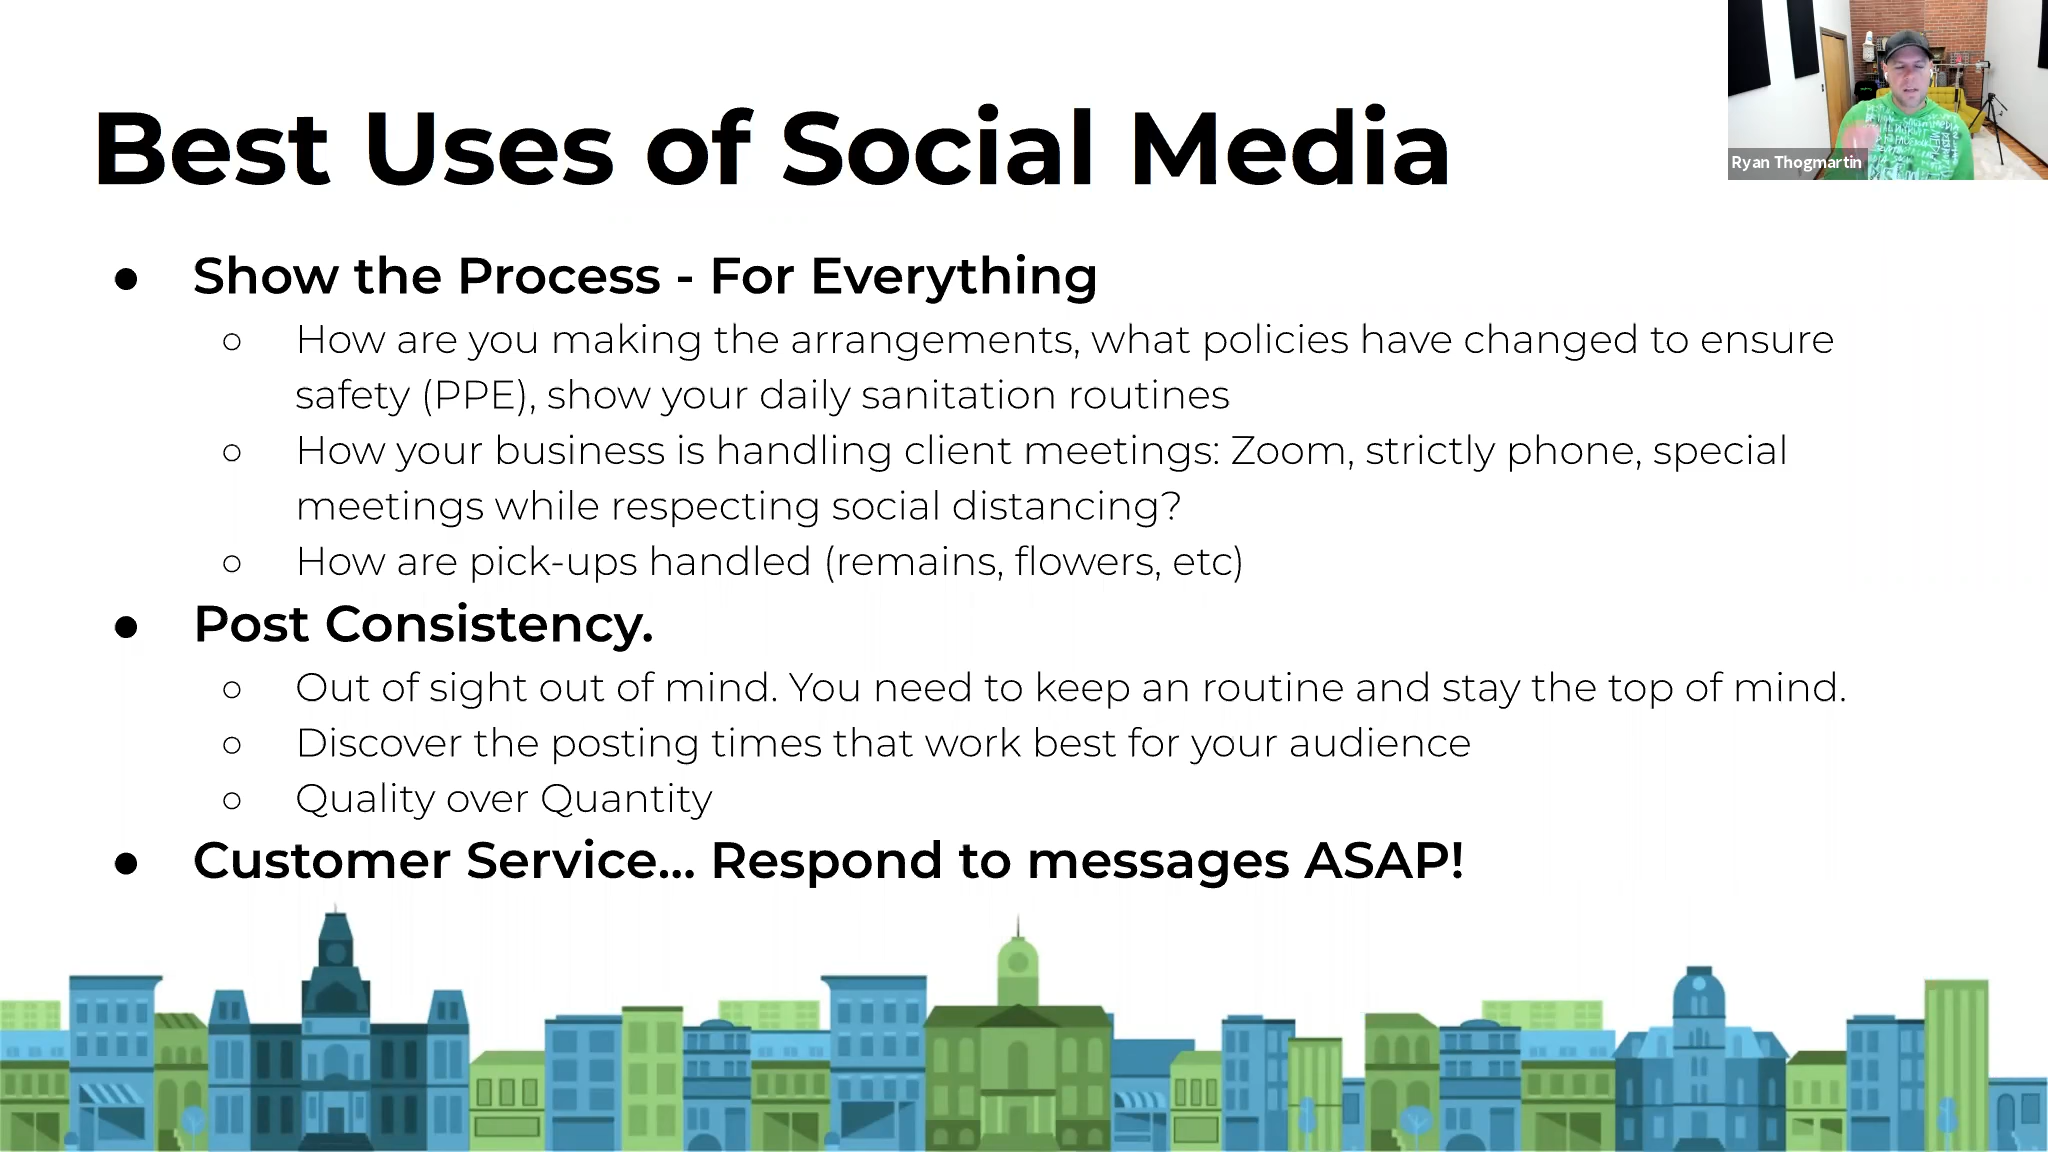 Best Uses of Social Media
Ryan Thogmartin
● Show the Process - For Everything
○ How are you making the arrangements, what policies have changed to ensure
safety (PPE), show your daily sanitation routines
○ How your business is handling client meetings: Zoom, strictly phone, special
meetings while respecting social distancing?
○ How are pick-ups handled (remains, flowers, etc)
● Post Consistency.
○ Out of sight out of mind. You need to keep an routine and stay the top of mind.
○ Discover the posting times that work best for your audience
○ Quality over Quantity
● Customer Service... Respond to messages ASAP!